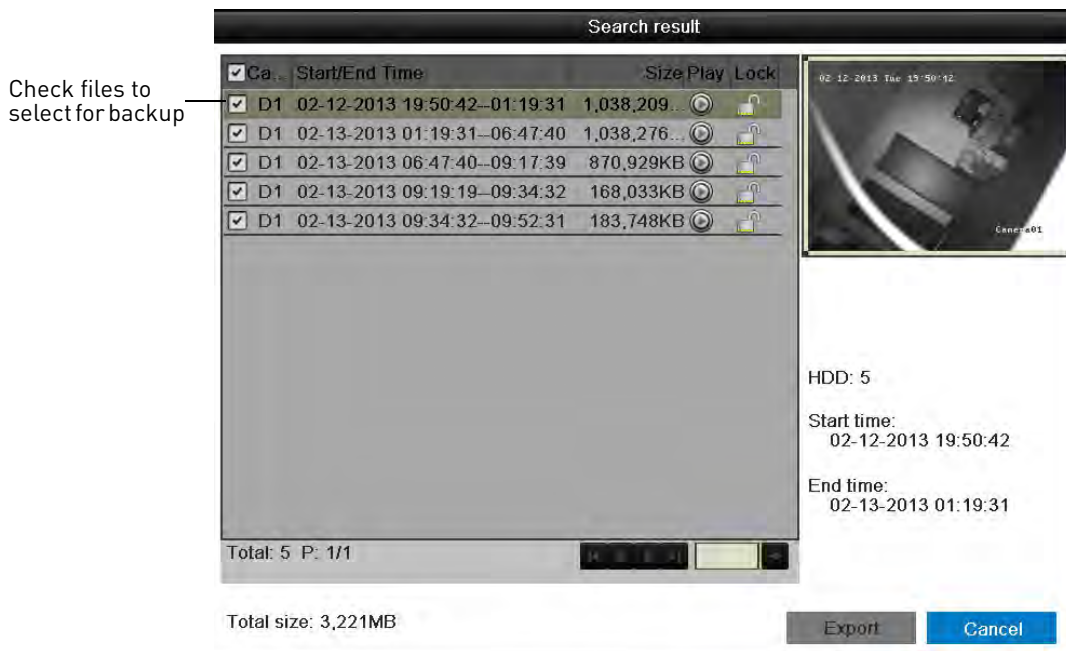 Search result
Check files to
select for backup
Ca... Start/End Time Size Play Lock
D1 02-12-2013 19:50:42--01:19:31 1,038,209...
D1 02-13-2013 01:19:31--06:47:40 1,038,276...
D1 02-13-2013 06:47:40--09:17:39 870,929KB
D1 02-13-2013 09:19:19--09:34:32 168,033KB
D1 02-13-2013 09:34:32--09:52:31 183,748KB
02-12-2013 Tue 19:50:42
Camera01
HDD: 5
Start time:
02-12-2013 19:50:42
End time:
02-13-2013 01:19:31
Total: 5 P: 1/1
Total size: 3,221MB
Export
Cancel